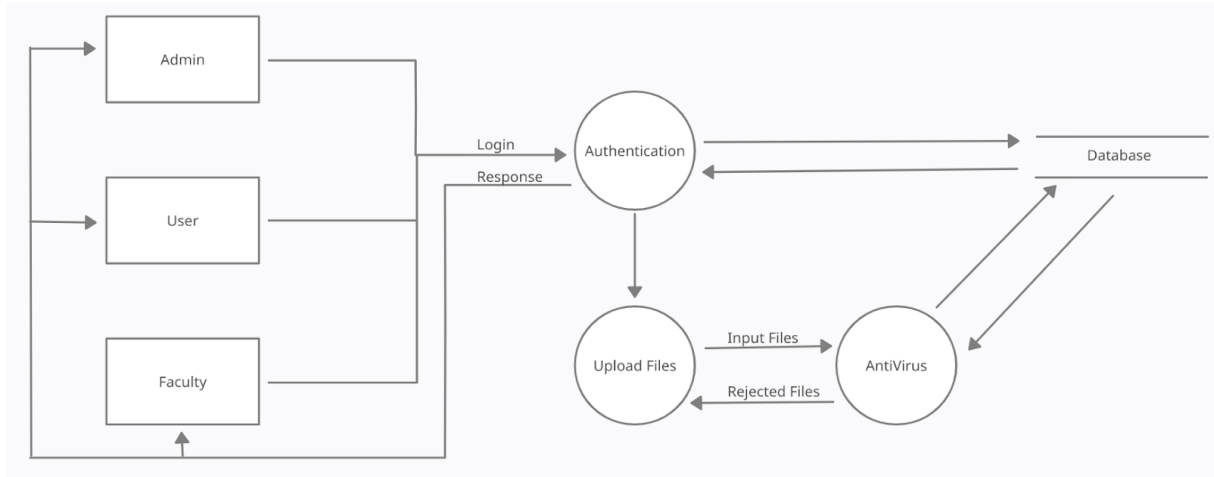 Admin
Login
Authentication
Database
Response
User
Input Files
Upload Files
AntiVirus
Faculty
Rejected Files